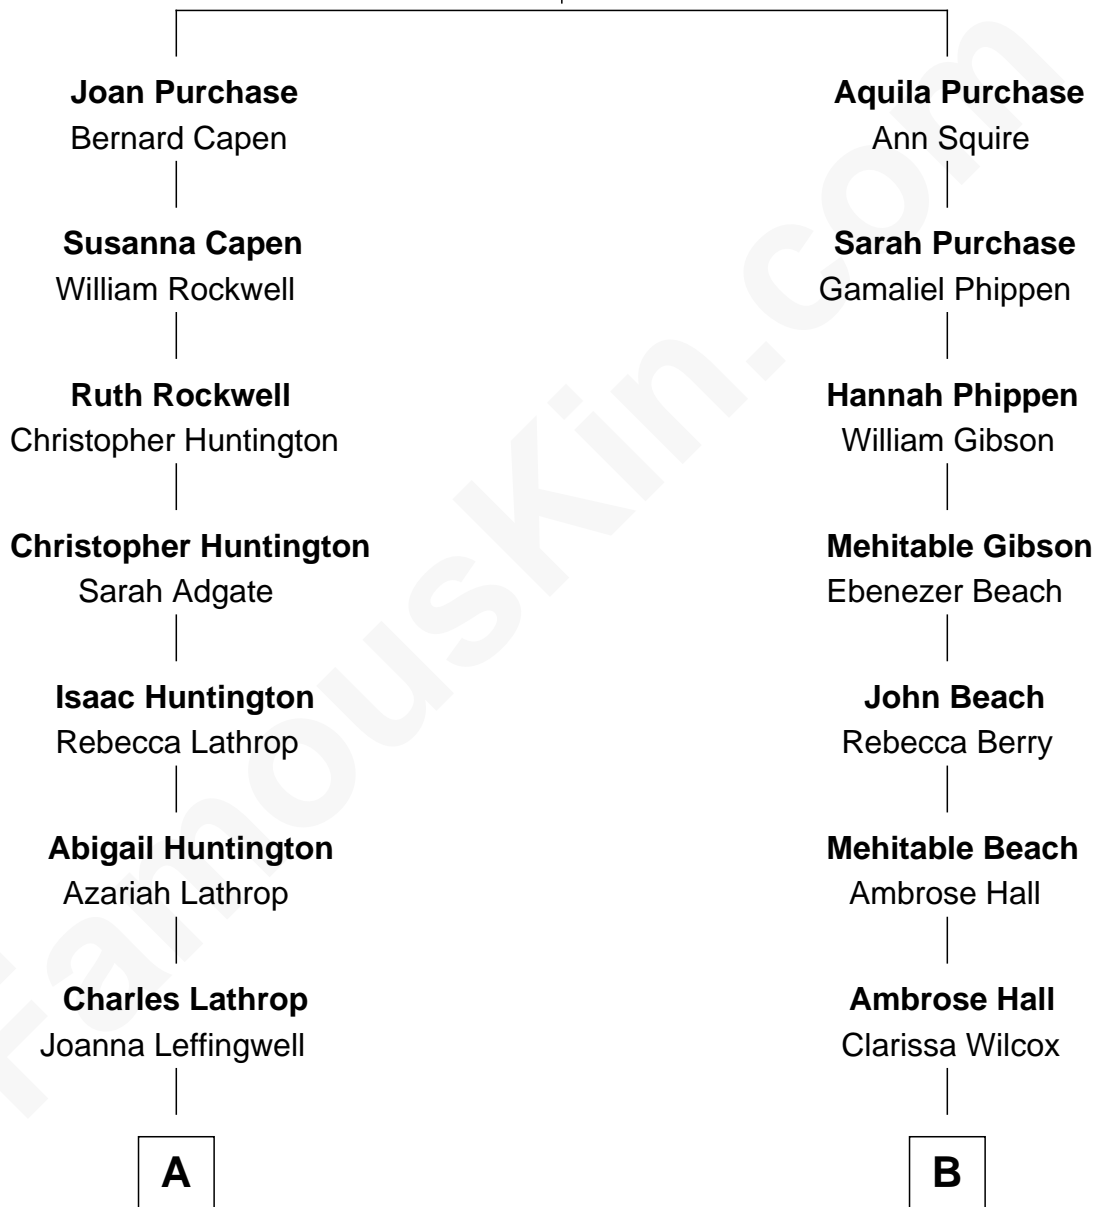 Joan Purchase
Bernard Capen
Susanna Capen
William Rockwell
Ruth Rockwell
Christopher Huntington
Christopher Huntington
Sarah Adgate
Isaac Huntington
Rebecca Lathrop
Abigail Huntington
Azariah Lathrop
Charles Lathrop
Joanna Leffingwell
A
Aquila Purchase
Ann Squire
Sarah Purchase
Gamaliel Phippen
Hannah Phippen
William Gibson
Mehitable Gibson
Ebenezer Beach
John Beach
Rebecca Berry
Mehitable Beach
Ambrose Hall
Ambrose Hall
Clarissa Wilcox
B
FamousKin.com